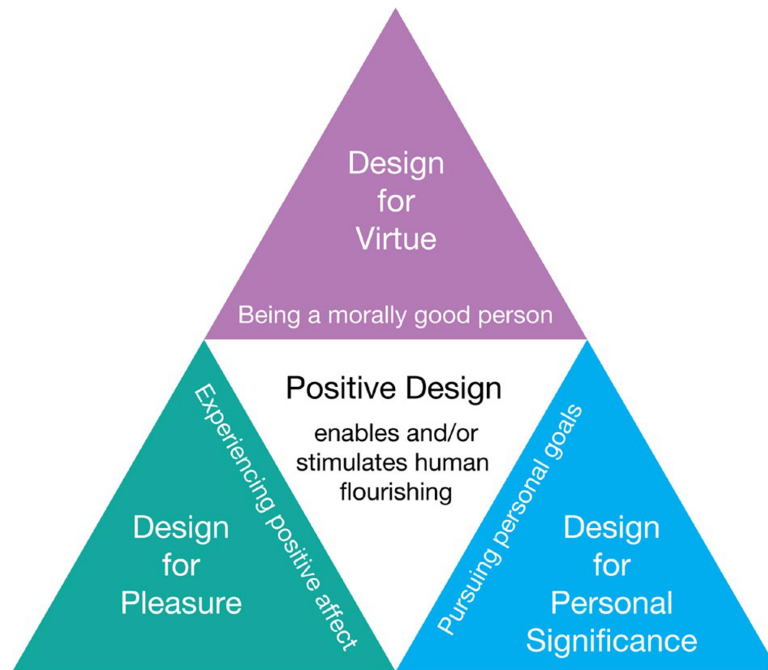 Design
for
Virtue
Being a morally good person
Positive Design
enables and/or
stimulates human
flourishing
Experiencing positive affect
Design
for
Pleasure
Pursuing personal goals
Design
for
Personal
Significance